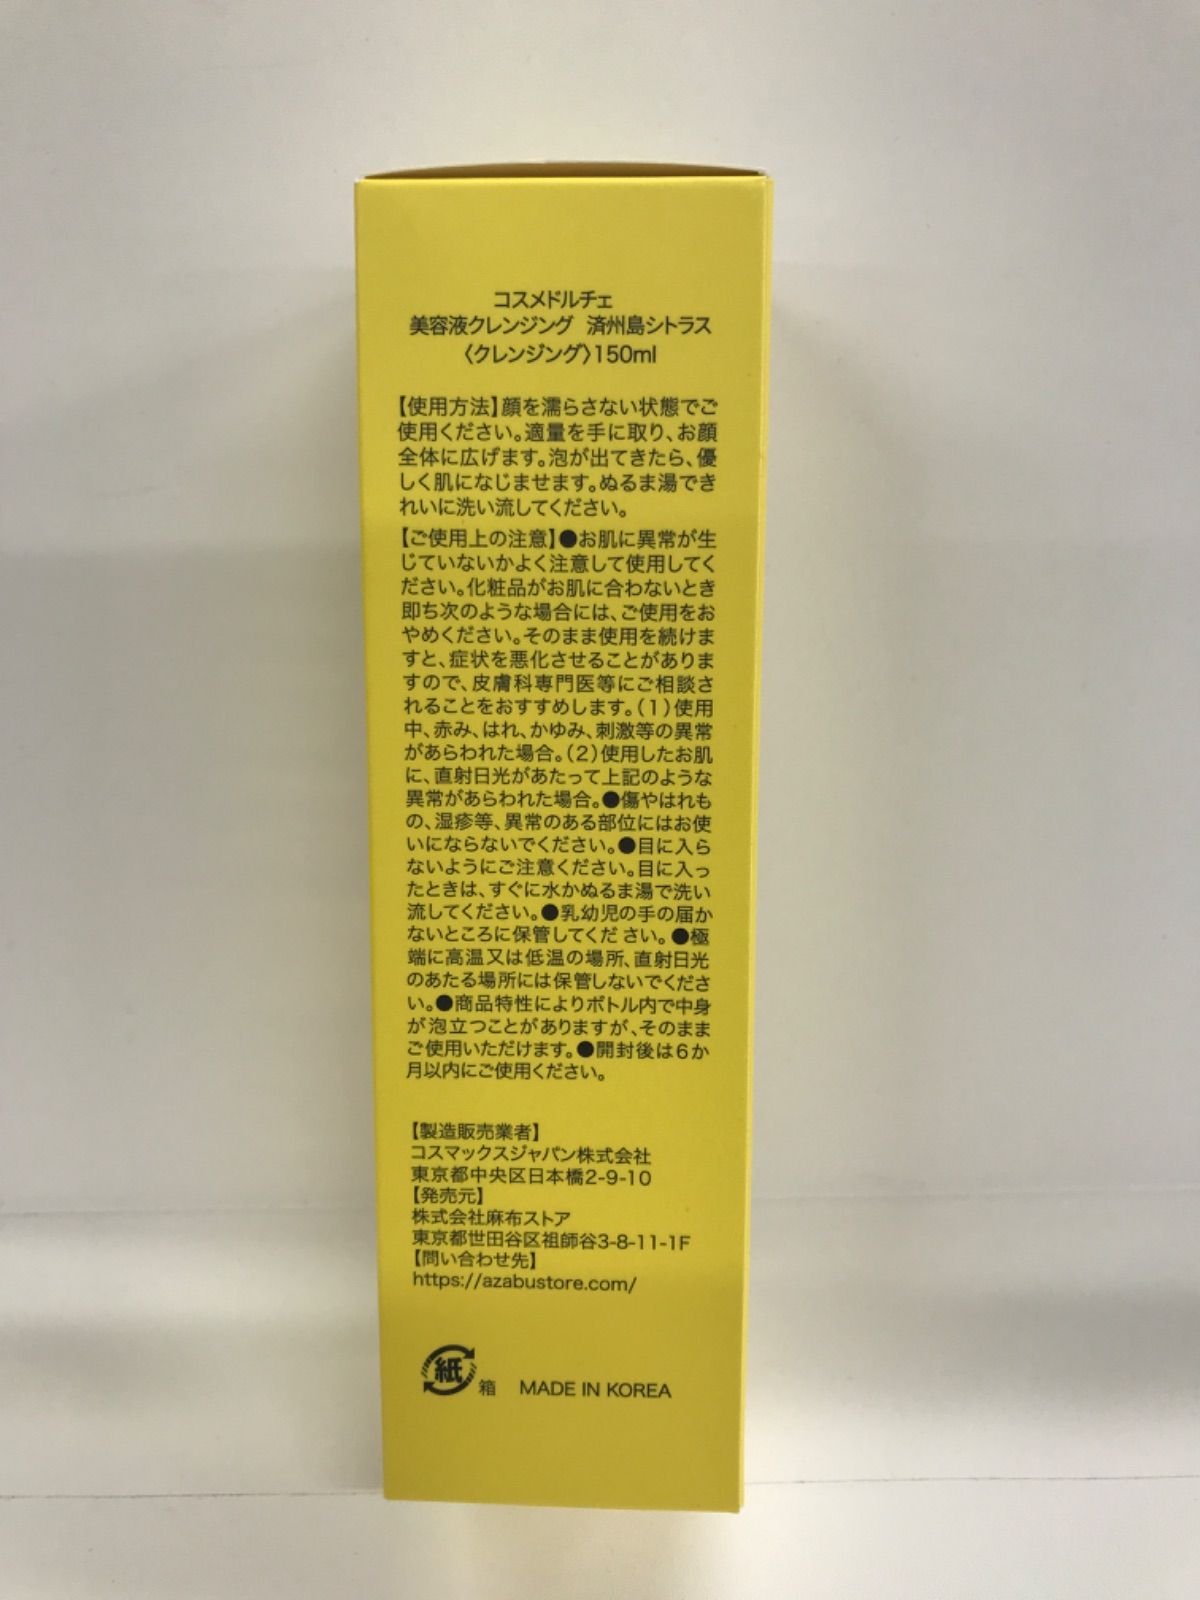 コスメドルチェ
美容液クレンジング 済州島シトラス
〈クレンジング〉150ml
【使用方法】顔を濡らさない状態でご
使用ください。適量を手に取り、お顔
全体に広げます。泡が出てきたら、優
しく肌になじませます。ぬるま湯でき
れいに洗い流してください。
【ご使用上の注意】●お肌に異常が生
じていないかよく注意して使用してく
ださい。化粧品がお肌に合わないとき
即ち次のような場合には、ご使用をお
やめください。そのまま使用を続けま
すと、症状を悪化させることがありま
すので、皮膚科専門医等にご相談さ
れることをおすすめします。(1)使用
中、赤み、はれ、かゆみ、刺激等の異常
があらわれた場合。(2)使用したお肌
に、直射日光があたって上記のような
異常があらわれた場合。●傷やはれも
の、湿疹等、異常のある部位にはお使
いにならないでください。●目に入ら
ないようにご注意ください。目に入っ
たときは、すぐに水かぬるま湯で洗い
流してください。●乳幼児の手の届か
ないところに保管してくだ さい。●極
端に高温又は低温の場所、直射日光
のあたる場所には保管しないでくださ
い。●商品特性によりボトル内で中身
が泡立つことがありますが、そのまま
ご使用いただけます。●開封後は6か
月以内にご使用ください。
【製造販売業者】
コスマックスジャパン株式会社
東京都中央区日本橋2-9-10
【発売元】
株式会社麻布ストア
東京都世田谷区祖師谷3-8-11-1F
【問い合わせ先】
https://azabustore.com/
紙 箱 MADE IN KOREA